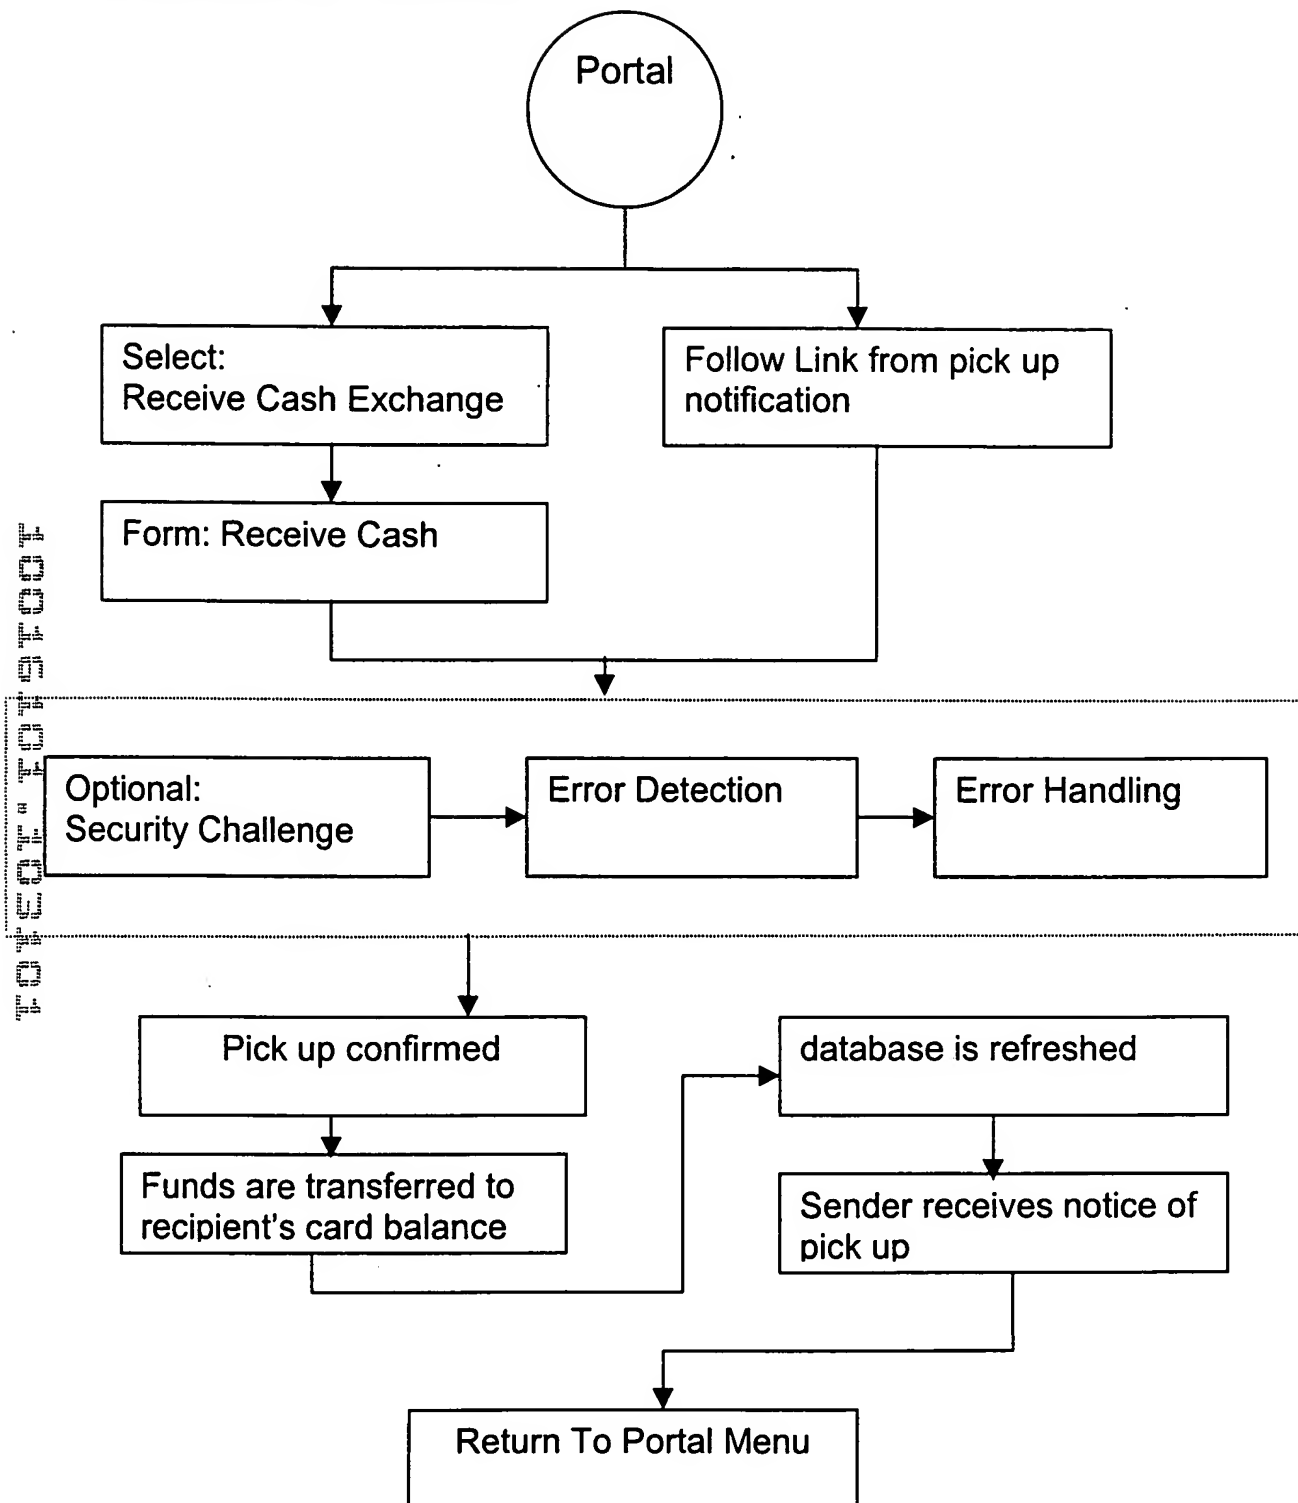 Portal
Select:
Receive Cash Exchange
Follow Link from pick up
notification
Form: Receive Cash
Optional:
Security Challenge
Error Detection
Error Handling
Pick up confirmed
database is refreshed
Funds are transferred to
recipient's card balance
Sender receives notice of
pick up
Return To Portal Menu